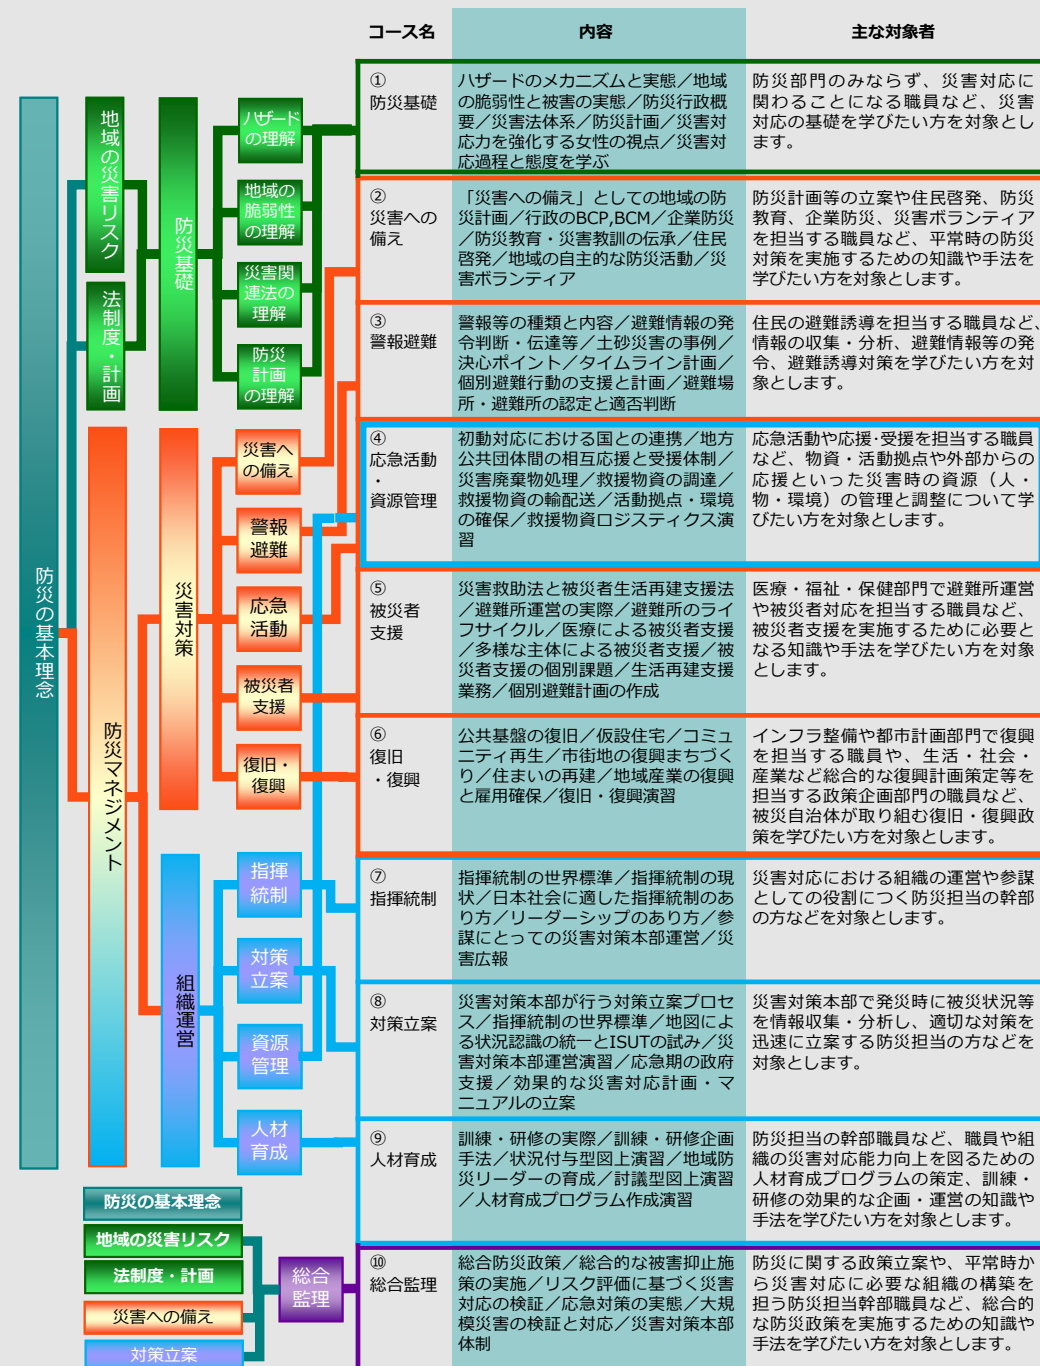 コース名
内容
主な対象者
防災の基本理念
地域の災害リスク
法制度・計画
防災マネジメント
防災基礎
災害対策
組織運営
ハザード
の理解
地域の
脆弱性
の理解
災害関
連法の
理解
防災
計画
の理解
災害へ
の備え
警報
避難
応急
活動
被災者
支援
復旧・
復興
指揮
統制
対策
立案
資源
管理
人材
育成
①
防災基礎
ハザードのメカニズムと実態／地域
の脆弱性と被害の実態／防災行政概
要／災害法体系／防災計画／災害対
応力を強化する女性の視点／災害対
応過程と態度を学ぶ
防災部門のみならず、災害対応に
関わることになる職員など、災害
対応の基礎を学びたい方を対象とし
ます。
②
災害への
備え
「災害への備え」としての地域の防
災計画／行政のBCP,BCM／企業防災
／防災教育・災害教訓の伝承／住民
啓発／地域の自主的な防災活動／災
害ボランティア
防災計画等の立案や住民啓発、防災
教育、企業防災、災害ボランティア
を担当する職員など、平常時の防災
対策を実施するための知識や手法を
学びたい方を対象とします。
③
警報避難
警報等の種類と内容／避難情報の発
令判断・伝達等／土砂災害の事例／
決心ポイント／タイムライン計画／
個別避難行動の支援と計画／避難場
所・避難所の認定と適否判断
住民の避難誘導を担当する職員など、
情報の収集・分析、避難情報等の発
令、避難誘導対策を学びたい方を対
象とします。
④
応急活動
・
資源管理
初動対応における国との連携／地方
公共団体間の相互応援と受援体制／
災害廃棄物処理／救援物資の調達／
救援物資の輸配送／活動拠点・環境
の確保／救援物資ロジスティクス演
習
応急活動や応援・受援を担当する職員
など、物資・活動拠点や外部からの
応援といった災害時の資源（人・
物・環境）の管理と調整について学
びたい方を対象とします。
⑤
被災者
支援
災害救助法と被災者生活再建支援法
／避難所運営の実際／避難所のライ
フサイクル／医療による被災者支援
／多様な主体による被災者支援／被
災者支援の個別課題／生活再建支援
業務／個別避難計画の作成
医療・福祉・保健部門で避難所運営
や被災者対応を担当する職員など、
被災者支援を実施するために必要と
なる知識や手法を学びたい方を対象
とします。
⑥
復旧
・復興
公共基盤の復旧／仮設住宅／コミュ
ニティ再生／市街地の復興まちづく
り／住まいの再建／地域産業の復興
と雇用確保／復旧・復興演習
インフラ整備や都市計画部門で復興
を担当する職員や、生活・社会・
産業など総合的な復興計画策定等を
担当する政策企画部門の職員など、
被災自治体が取り組む復旧・復興政
策を学びたい方を対象とします。
⑦
指揮統制
指揮統制の世界標準／指揮統制の現
状／日本社会に適した指揮統制のあ
り方／リーダーシップのあり方／参
謀にとっての災害対策本部運営／災
害広報
災害対応における組織の運営や参謀
としての役割につく防災担当の幹部
の方などを対象とします。
⑧
対策立案
災害対策本部が行う対策立案プロセ
ス／指揮統制の世界標準／地図によ
る状況認識の統一とISUTの試み／災
害対策本部運営演習／応急期の政府
支援／効果的な災害対応計画・マ
ニュアルの立案
災害対策本部で発災時に被災状況等
を情報収集・分析し、適切な対策を
迅速に立案する防災担当の方などを
対象とします。
⑨
人材育成
訓練・研修の実際／訓練・研修企画
手法／状況付与型図上演習／地域防
災リーダーの育成／討議型図上演習
／人材育成プログラム作成演習
防災担当の幹部職員など、職員や組
織の災害対応能力向上を図るための
人材育成プログラムの策定、訓練・
研修の効果的な企画・運営の知識や
手法を学びたい方を対象とします。
防災の基本理念
地域の災害リスク
法制度・計画
災害への備え
対策立案
総合
監理
⑩
総合監理
総合防災政策／総合的な被害抑止施
策の実施／リスク評価に基づく災害
対応の検証／応急対策の実態／大規
模災害の検証と対応／災害対策本部
体制
防災に関する政策立案や、平常時か
ら災害対応に必要な組織の構築を
担う防災担当幹部職員など、総合的
な防災政策を実施するための知識や
手法を学びたい方を対象とします。